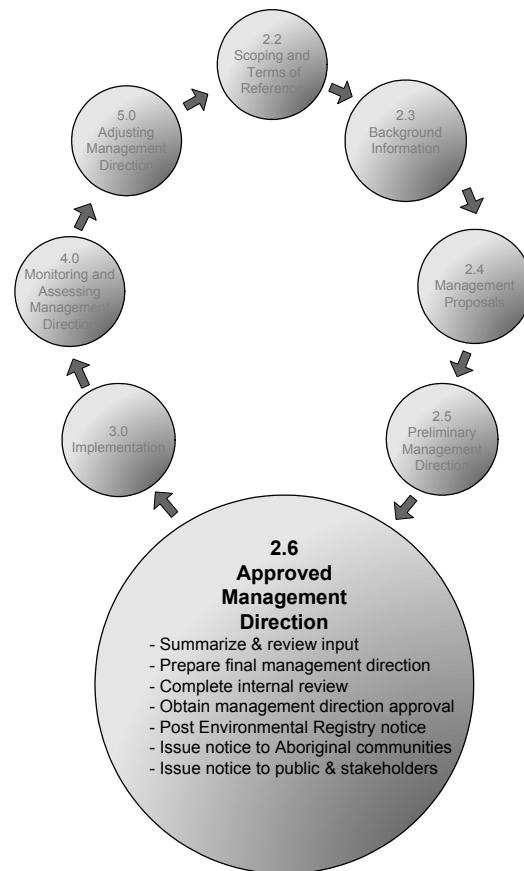 2.2
Scoping and
Terms of
Reference
2.3
Background
Information
2.4
Management
Proposals
2.5
Preliminary
Management
Direction
2.6
Approved
Management
Direction
- Summarize & review input
- Prepare final management direction
- Complete internal review
- Obtain management direction approval
- Post Environmental Registry notice
- Issue notice to Aboriginal communities
- Issue notice to public & stakeholders
3.0
Implementation
4.0
Monitoring and
Assessing
Management
Direction
5.0
Adjusting
Management
Direction